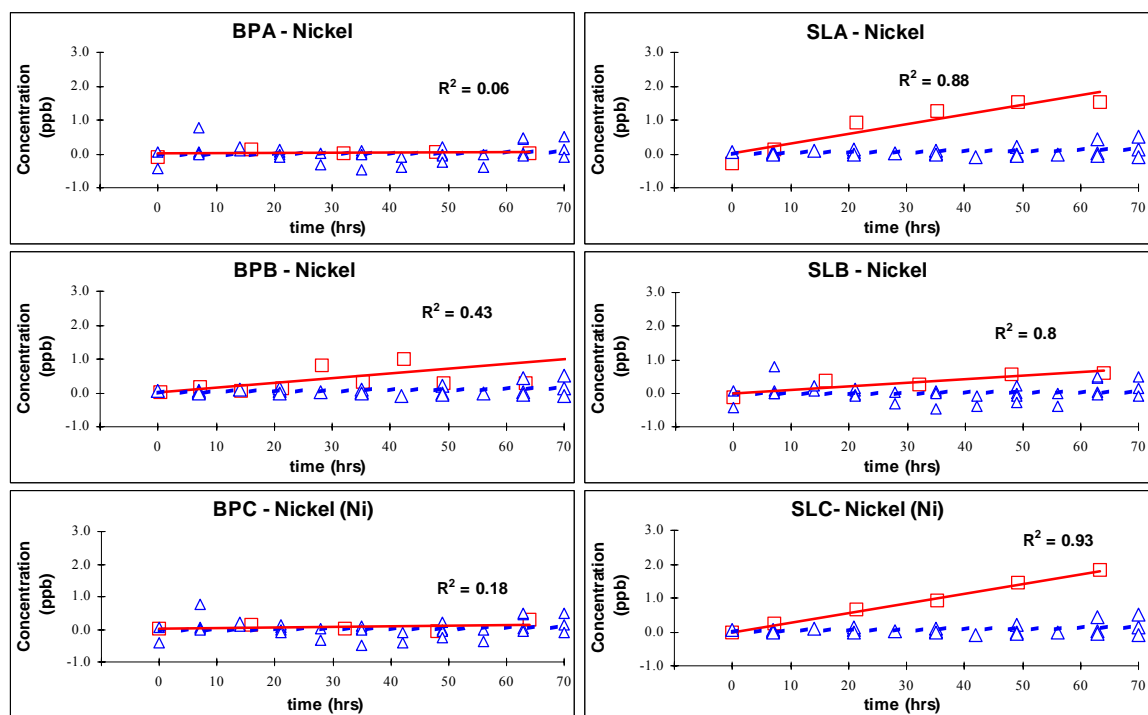 BPA - Nickel
Concentration
(ppb)
3.0
2.0
1.0
0.0
-1.0
R² = 0.06
0 10 20 30 40 50 60 70
time (hrs)
SLA - Nickel
Concentration
(ppb)
3.0
2.0
1.0
0.0
-1.0
R² = 0.88
0 10 20 30 40 50 60 70
time (hrs)
BPB - Nickel
Concentration
(ppb)
3.0
2.0
1.0
0.0
-1.0
R² = 0.43
0 10 20 30 40 50 60 70
time (hrs)
SLB - Nickel
Concentration
(ppb)
3.0
2.0
1.0
0.0
-1.0
R² = 0.8
0 10 20 30 40 50 60 70
time (hrs)
BPC - Nickel (Ni)
Concentration
(ppb)
3.0
2.0
1.0
0.0
-1.0
R² = 0.18
0 10 20 30 40 50 60 70
time (hrs)
SLC- Nickel (Ni)
Concentration
(ppb)
3.0
2.0
1.0
0.0
-1.0
R² = 0.93
0 10 20 30 40 50 60 70
time (hrs)